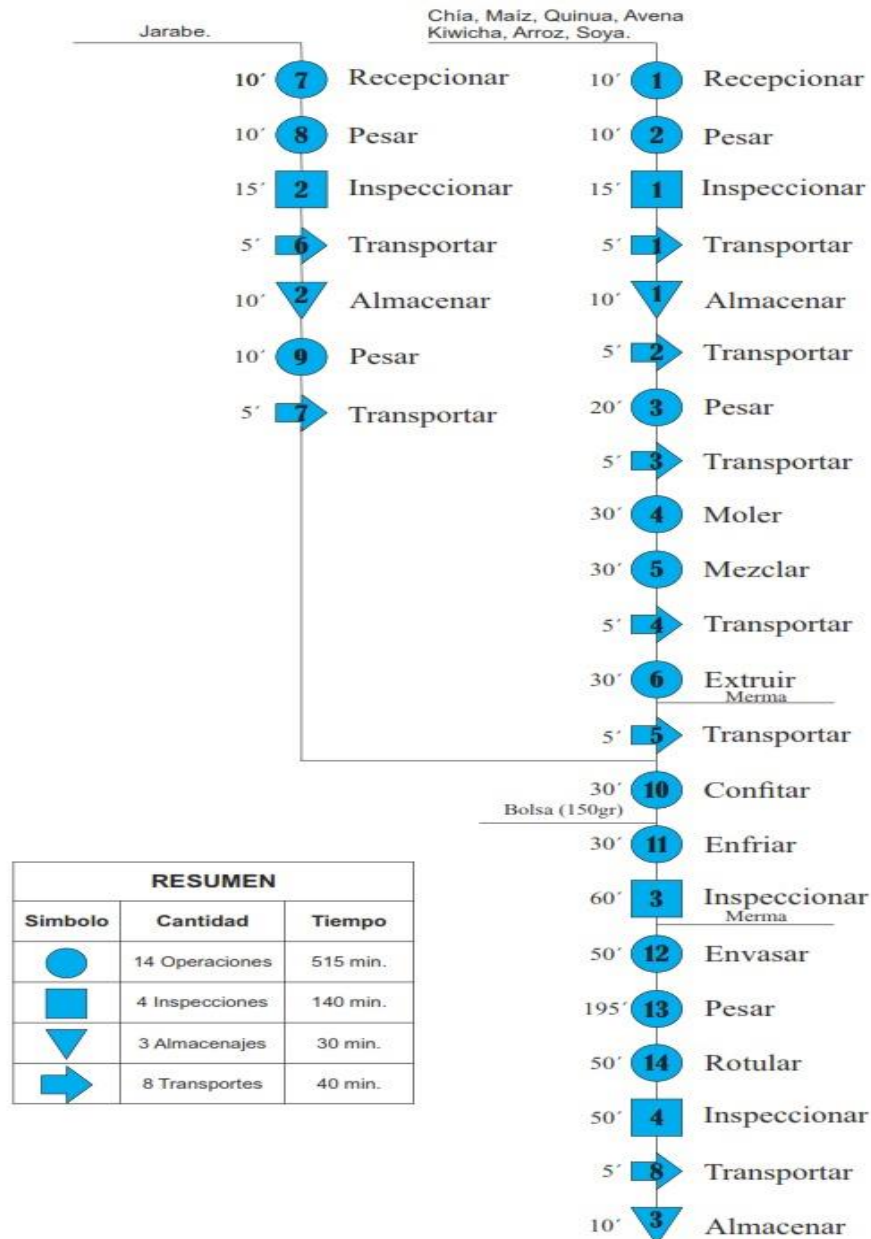 Jarabe.
Chía, Maíz, Quinua, Avena
Kiwicha, Arroz, Soya.
10´ 7 Recepcionar
10´ 8 Pesar
15´ 2 Inspeccionar
5´ 6 Transportar
10´ 2 Almacenar
10´ 9 Pesar
5´ 7 Transportar
10´ 1 Recepcionar
10´ 2 Pesar
15´ 1 Inspeccionar
5´ 1 Transportar
10´ 1 Almacenar
5´ 2 Transportar
20´ 3 Pesar
5´ 3 Transportar
30´ 4 Moler
30´ 5 Mezclar
5´ 4 Transportar
30´ 6 Extruir
Merma
5´ 5 Transportar
30´ 10 Confitar
Bolsa (150gr)
30´ 11 Enfriar
60´ 3 Inspeccionar
Merma
50´ 12 Envasar
195´ 13 Pesar
50´ 14 Rotular
50´ 4 Inspeccionar
5´ 8 Transportar
10´ 3 Almacenar
RESUMEN
Simbolo Cantidad Tiempo
14 Operaciones 515 min.
4 Inspecciones 140 min.
3 Almacenajes 30 min.
8 Transportes 40 min.